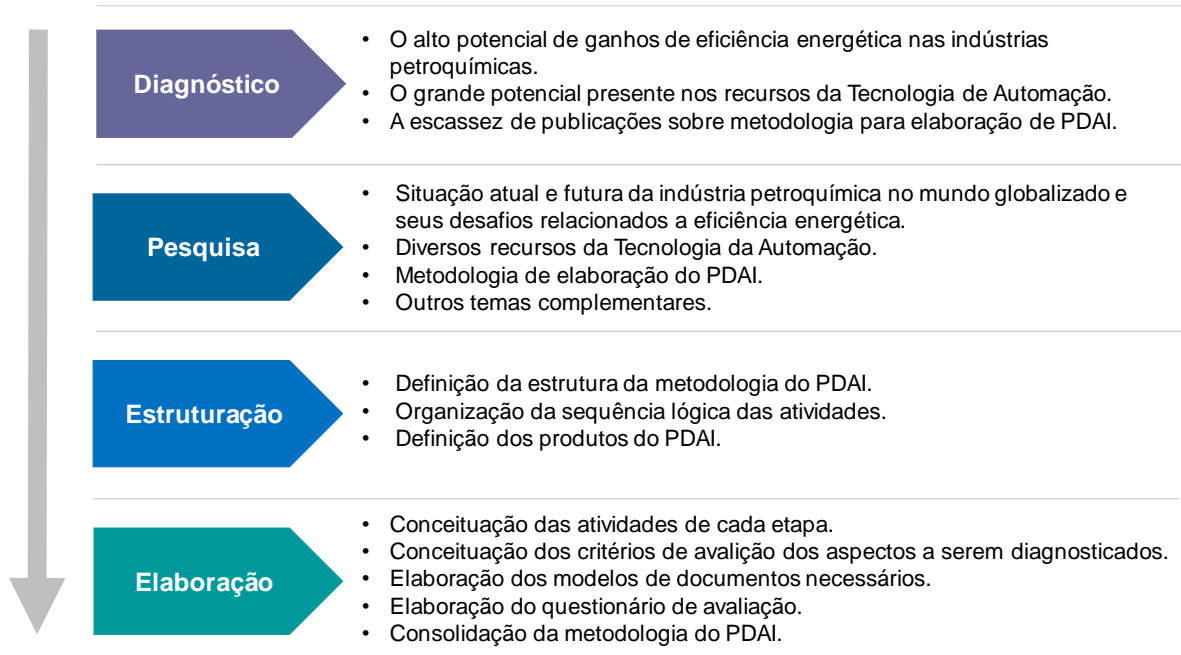 Diagnóstico
• O alto potencial de ganhos de eficiência energética nas indústrias
petroquímicas.
• O grande potencial presente nos recursos da Tecnologia de Automação.
• A escassez de publicações sobre metodologia para elaboração de PDAI.
Pesquisa
• Situação atual e futura da indústria petroquímica no mundo globalizado e
seus desafios relacionados a eficiência energética.
• Diversos recursos da Tecnologia da Automação.
• Metodologia de elaboração do PDAI.
• Outros temas complementares.
Estruturação
• Definição da estrutura da metodologia do PDAI.
• Organização da sequência lógica das atividades.
• Definição dos produtos do PDAI.
Elaboração
• Conceituação das atividades de cada etapa.
• Conceituação dos critérios de avalição dos aspectos a serem diagnosticados.
• Elaboração dos modelos de documentos necessários.
• Elaboração do questionário de avaliação.
• Consolidação da metodologia do PDAI.